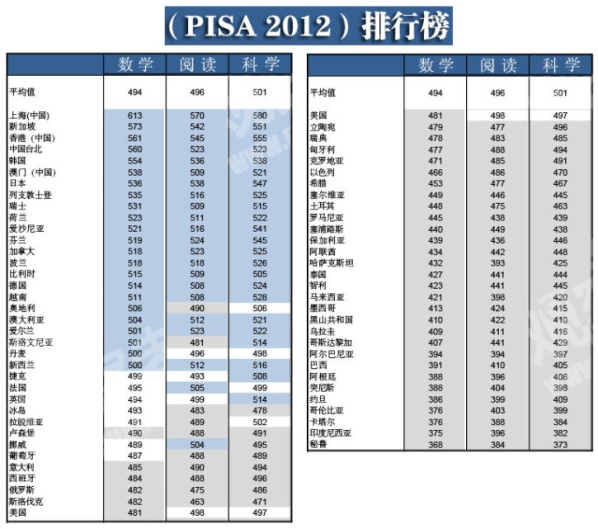 （PISA 2012）排行榜
数学 阅读 科学
平均值 494 496 501
上海(中国) 613 570 580
新加坡 573 542 551
香港（中国） 561 545 555
中国台北 560 523 523
韩国 554 536 538
澳门（中国） 538 509 521
日本 536 538 547
列支敦士登 535 516 525
瑞士 531 509 515
荷兰 523 511 522
爱沙尼亚 521 516 541
芬兰 519 524 545
加拿大 518 523 525
波兰 518 518 526
比利时 515 509 505
德国 514 508 524
越南 511 508 528
奥地利 506 490 506
澳大利亚 504 512 521
爱尔兰 501 523 522
斯洛文尼亚 501 481 514
丹麦 500 496 498
新西兰 500 512 516
捷克 499 493 508
法国 495 505 499
英国 494 499 514
冰岛 493 483 478
拉脱维亚 491 489 502
卢森堡 490 488 491
挪威 489 504 495
葡萄牙 487 488 489
意大利 485 490 494
西班牙 484 488 496
俄罗斯 482 475 486
斯洛伐克 482 463 471
美国 481 498 497
数学 阅读 科学
平均值 494 496 501
美国 481 498 497
立陶宛 479 477 496
瑞典 478 483 485
匈牙利 477 488 494
克罗地亚 471 485 491
以色列 466 486 470
希腊 453 477 467
塞尔维亚 449 446 445
土耳其 448 475 463
罗马尼亚 445 438 439
塞浦路斯 440 449 438
保加利亚 439 436 446
阿联酋 434 442 448
哈萨克斯坦 432 393 425
泰国 427 441 444
智利 423 441 445
马来西亚 421 398 420
墨西哥 413 424 415
黑山共和国 410 422 410
乌拉圭 409 411 416
哥斯达黎加 407 441 429
阿尔巴尼亚 394 394 397
巴西 391 410 405
阿根廷 388 396 406
突尼斯 388 404 398
约旦 386 399 409
哥伦比亚 376 403 399
卡塔尔 376 388 384
印度尼西亚 375 396 382
秘鲁 368 384 373